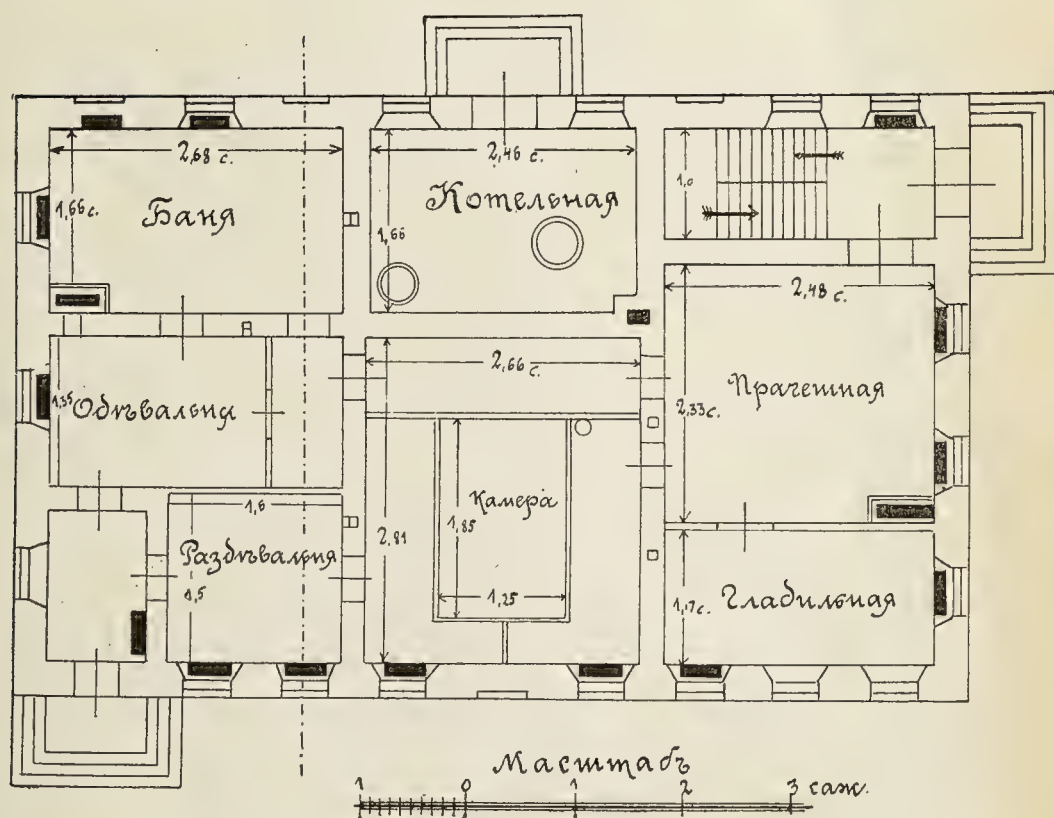 2,68 с.
1,66 с.
Баня
2,46 с.
1,66
Котельная
1,0
2,48 с.
2,33 с.
Прачешная
1,35
Одѣвальня
2,66 с.
2,81
Камера
1,85
1,25
1,6
Раздѣвальня
1,5
1,17 с.
Гладильная
Масштабъ
1 0 1 2 3 саж.